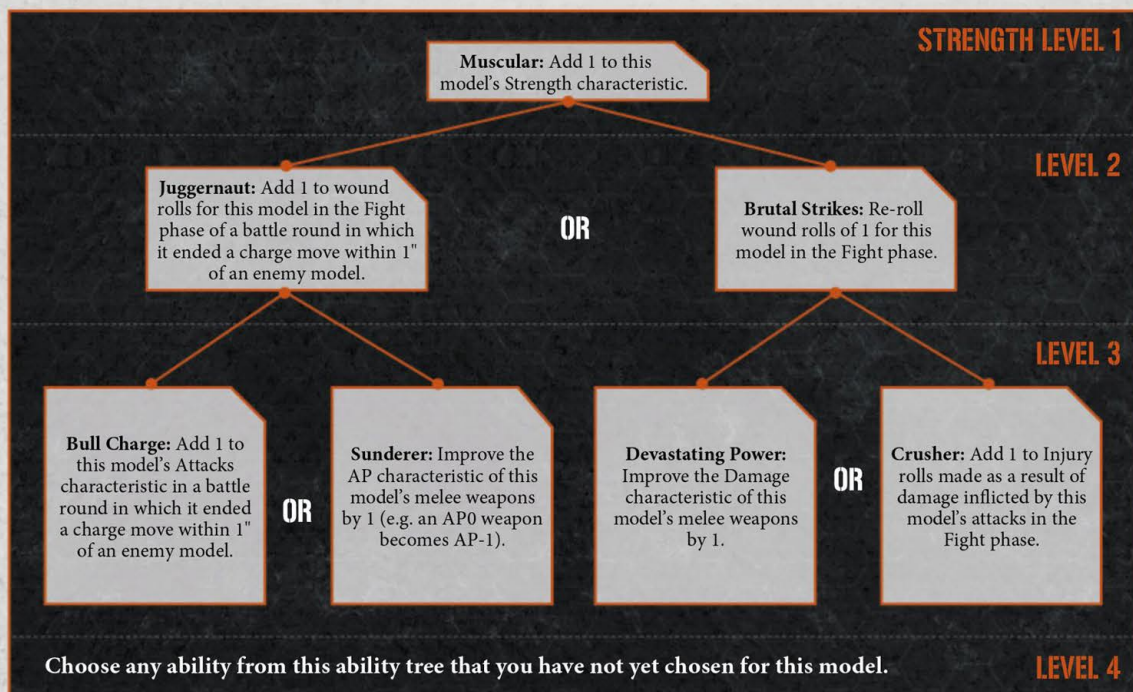 STRENGTH LEVEL 1
Muscular: Add 1 to this
model's Strength characteristic.
LEVEL 2
Juggernaut: Add 1 to wound
rolls for this model in the Fight
phase of a battle round in which
it ended a charge move within 1"
of an enemy model.
OR
Brutal Strikes: Re-roll
wound rolls of 1 for this
model in the Fight phase.
LEVEL 3
Bull Charge: Add 1 to
this model's Attacks
characteristic in a battle
round in which it ended
a charge move within 1"
of an enemy model.
OR
Sunderer: Improve the
AP characteristic of this
model's melee weapons
by 1 (e.g. an AP0 weapon
becomes AP-1).
Devastating Power:
Improve the Damage
characteristic of this
model's melee weapons
by 1.
OR
Crusher: Add 1 to Injury
rolls made as a result of
damage inflicted by this
model's attacks in the
Fight phase.
Choose any ability from this ability tree that you have not yet chosen for this model.
LEVEL 4